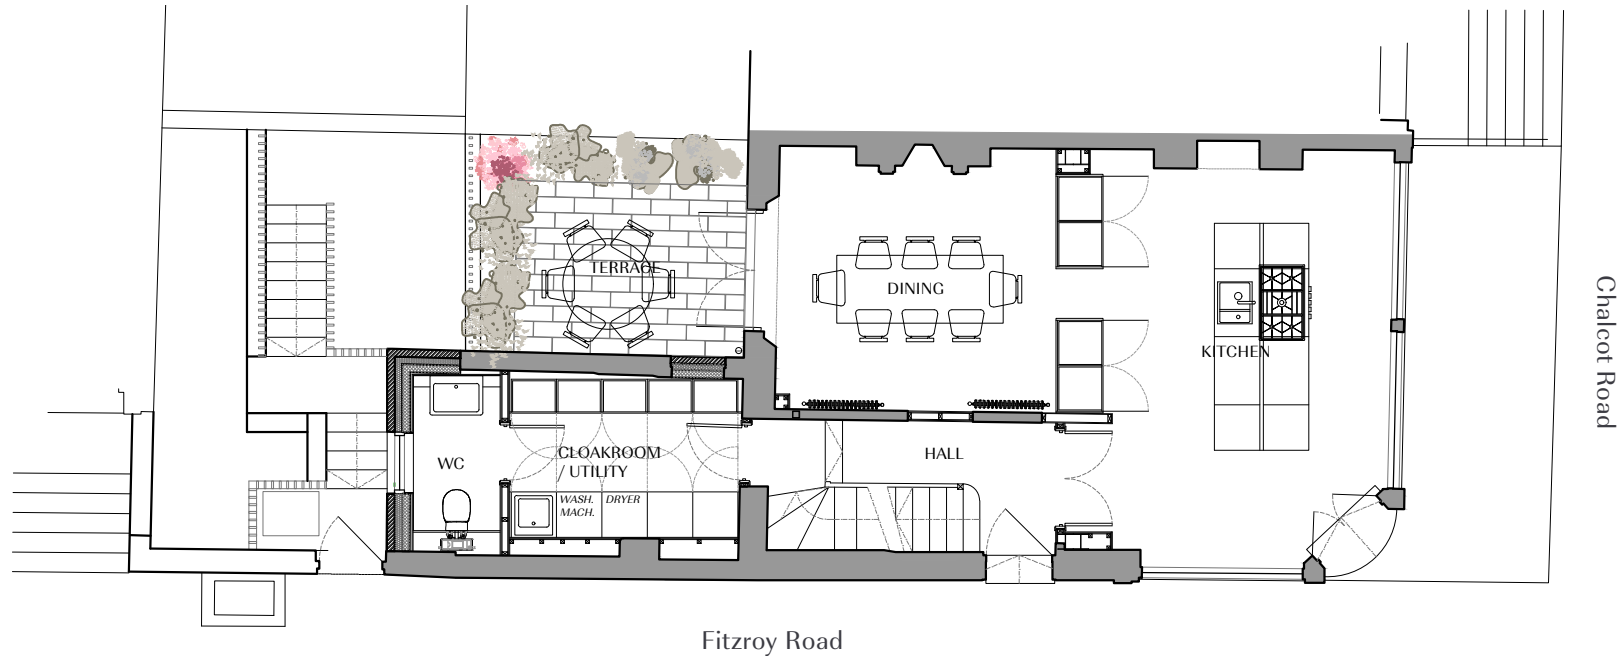 TERRACE
DINING
KITCHEN
Chalcot Road
WC
CLOAKROOM
/ UTILITY
HALL
WASH.
MACH.
DRYER
Fitzroy Road